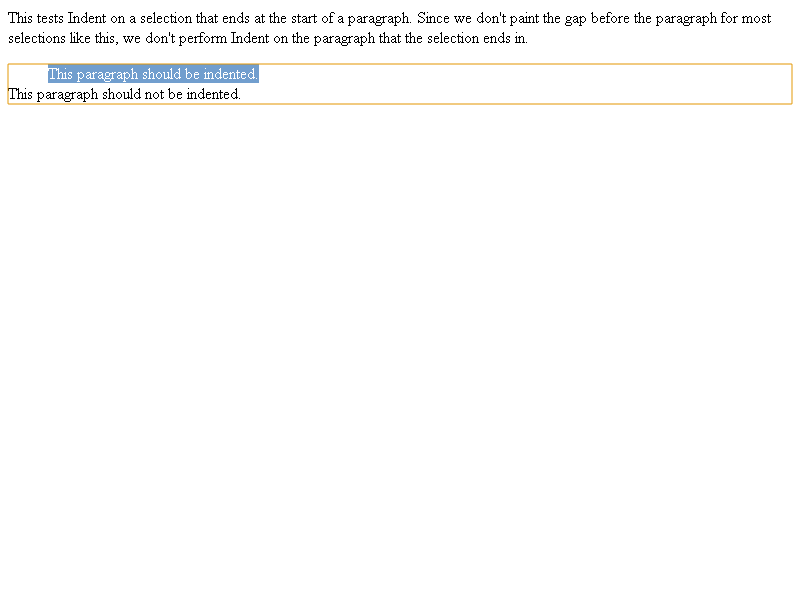 This tests Indent on a selection that ends at the start of a paragraph. Since we don't paint the gap before the paragraph for most
selections like this, we don't perform Indent on the paragraph that the selection ends in.
This paragraph should be indented.
This paragraph should not be indented.